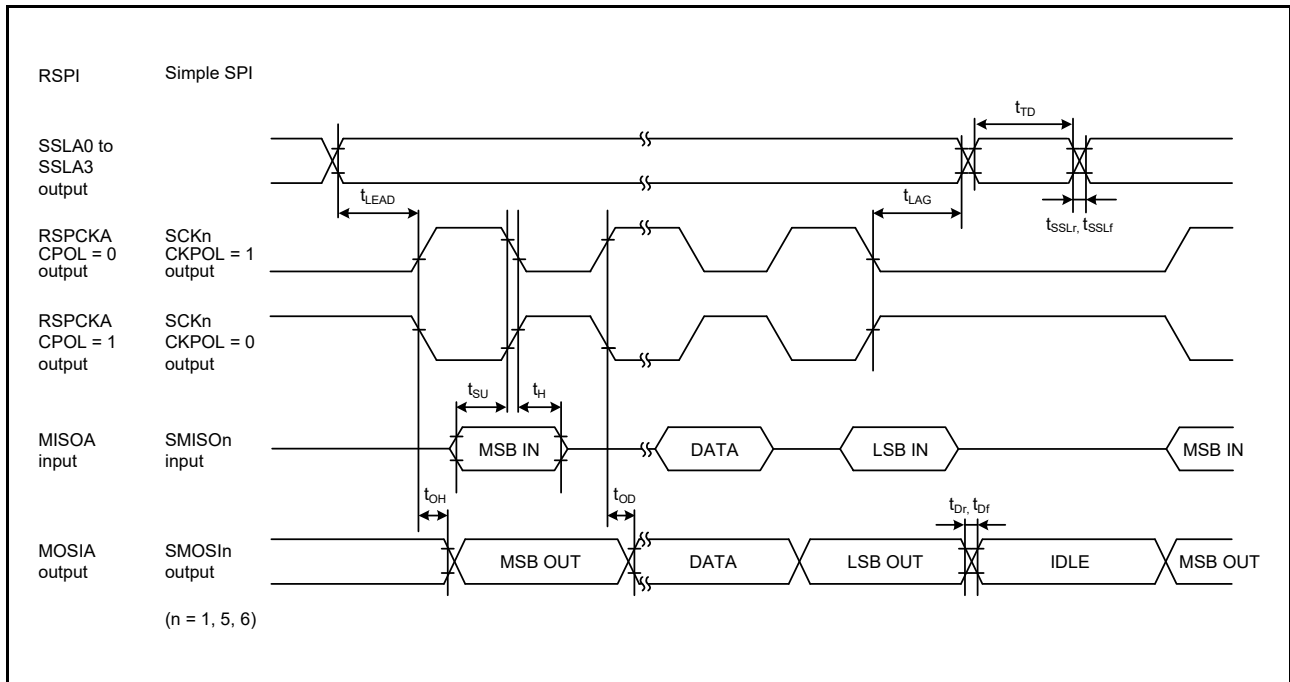 RSPI
Simple SPI
SSLA0 to
SSLA3
output
tTD
tLEAD
tLAG
tSSLr, tSSLf
RSPCKA
CPOL = 0
output
SCKn
CKPOL = 1
output
RSPCKA
CPOL = 1
output
SCKn
CKPOL = 0
output
tSU
tH
MISOA
input
SMISOn
input
MSB IN
DATA
LSB IN
MSB IN
tOH
tOD
tDr, tDf
MOSIA
output
SMOSIn
output
MSB OUT
DATA
LSB OUT
IDLE
MSB OUT
(n = 1, 5, 6)